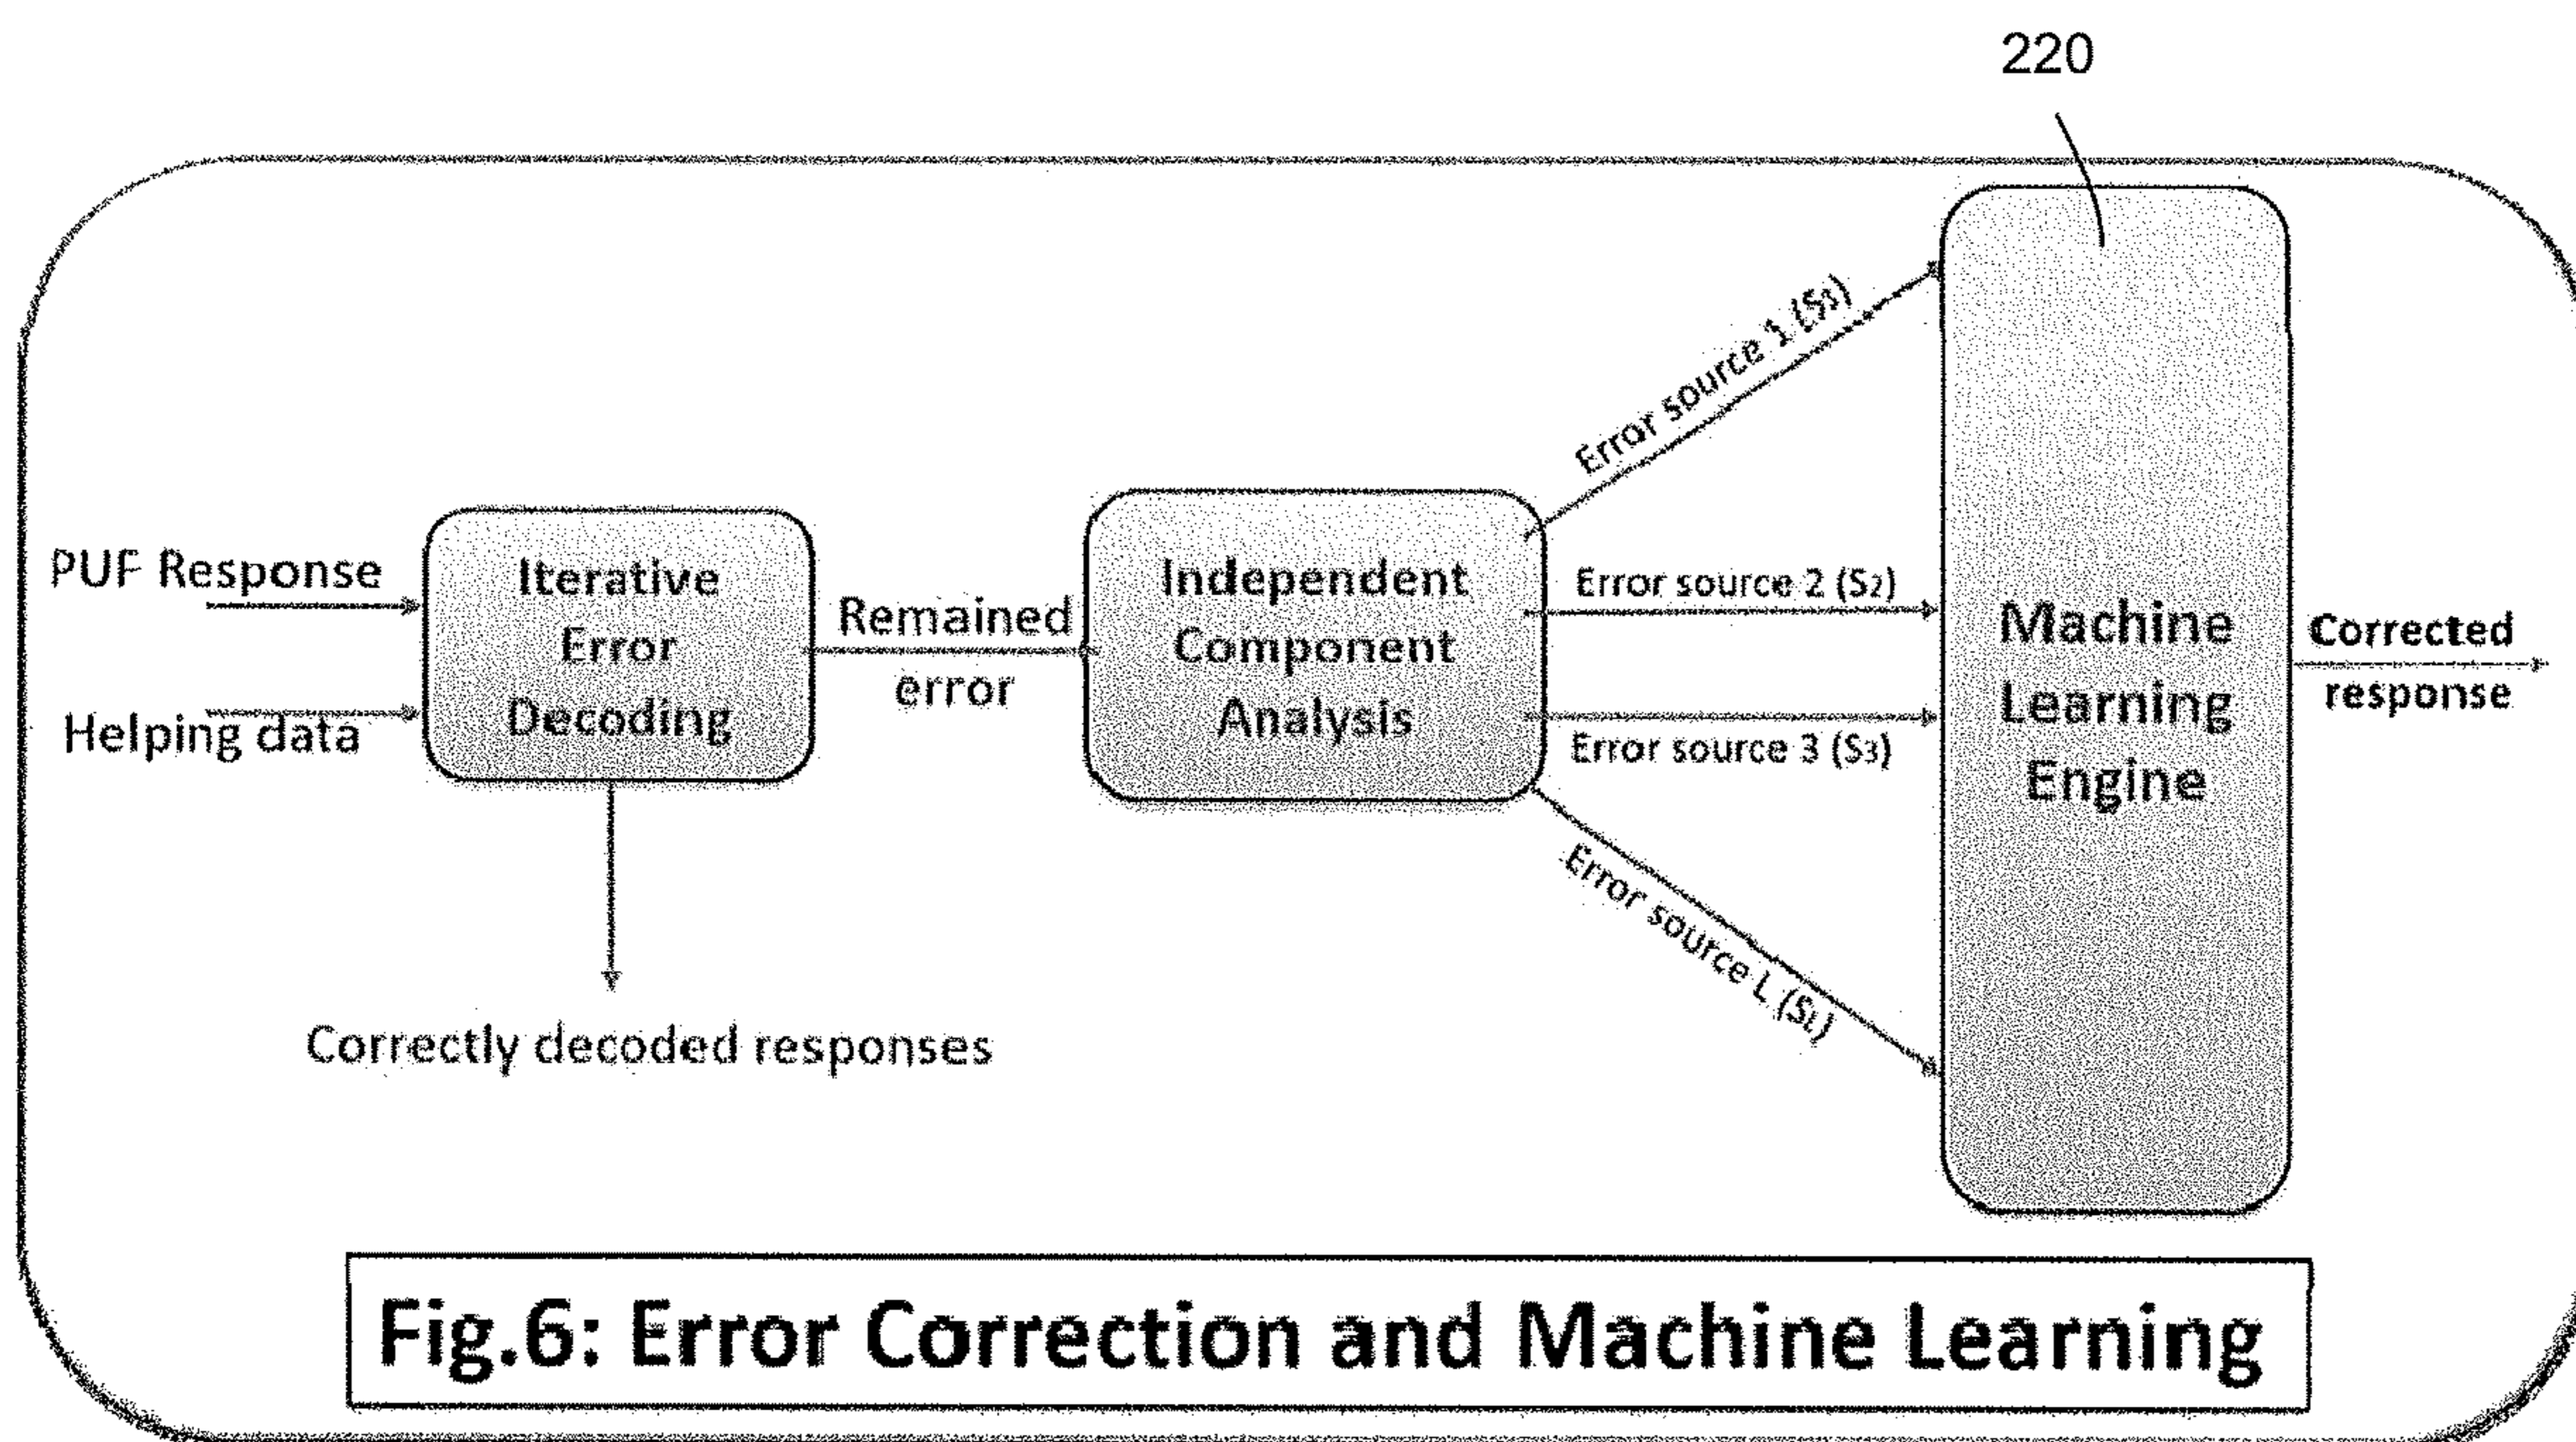 220
PUF Response
Helping data
Iterative
Error
Decoding
Remained
error
Correctly decoded responses
Independent
Component
Analysis
Error source 1 (S1)
Error source 2 (S2)
Error source 3 (S3)
Error source L (SL)
Machine
Learning
Engine
Corrected
response
Fig.6: Error Correction and Machine Learning